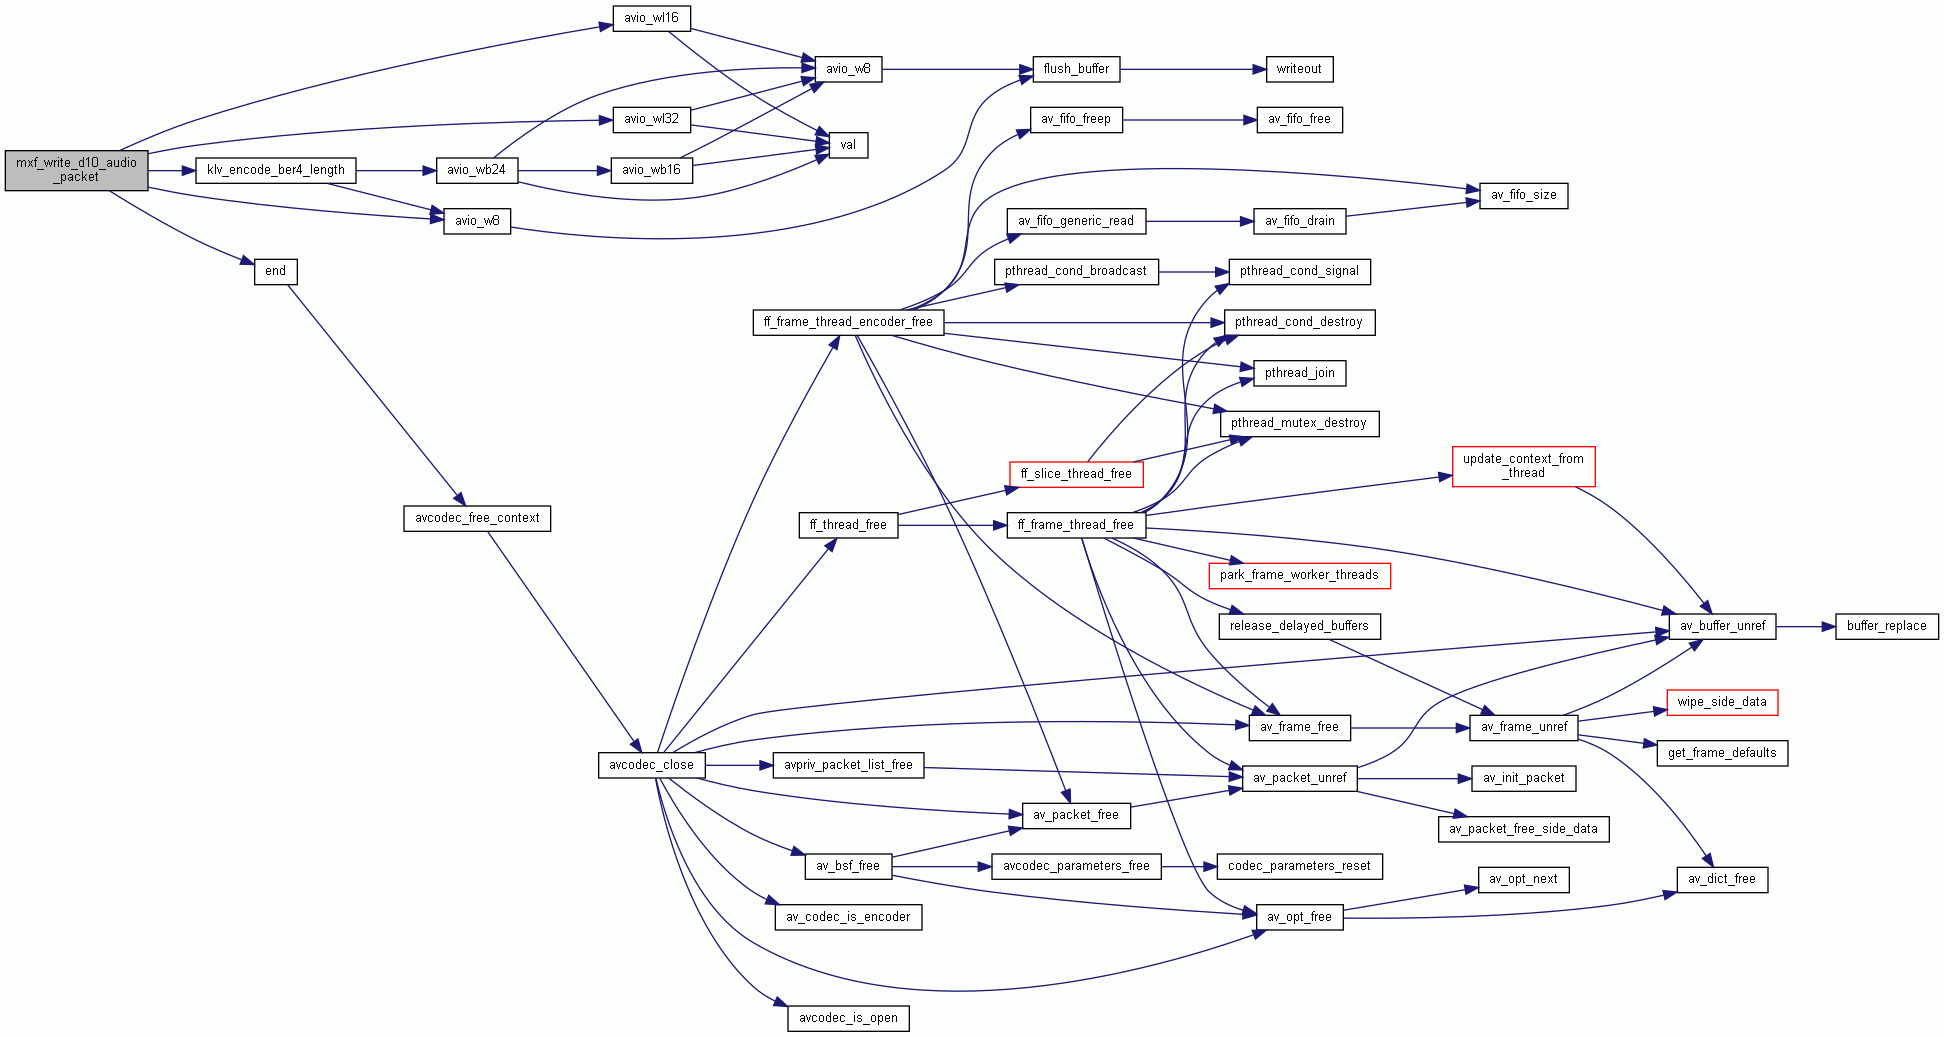 avio_wl16
avio_w8
flush_buffer
writeout
avio_wl32
av_fifo_freep
av_fifo_free
val
mxf_write_d10_audio
_packet
klv_encode_ber4_length
avio_wb24
avio_wb16
av_fifo_size
avio_w8
av_fifo_generic_read
av_fifo_drain
end
pthread_cond_broadcast
pthread_cond_signal
ff_frame_thread_encoder_free
pthread_cond_destroy
pthread_join
pthread_mutex_destroy
ff_slice_thread_free
update_context_from
_thread
avcodec_free_context
ff_thread_free
ff_frame_thread_free
park_frame_worker_threads
release_delayed_buffers
av_buffer_unref
buffer_replace
wipe_side_data
av_frame_free
av_frame_unref
get_frame_defaults
avcodec_close
avpriv_packet_list_free
av_packet_unref
av_init_packet
av_packet_free
av_packet_free_side_data
av_bsf_free
avcodec_parameters_free
codec_parameters_reset
av_opt_next
av_dict_free
av_codec_is_encoder
av_opt_free
avcodec_is_open